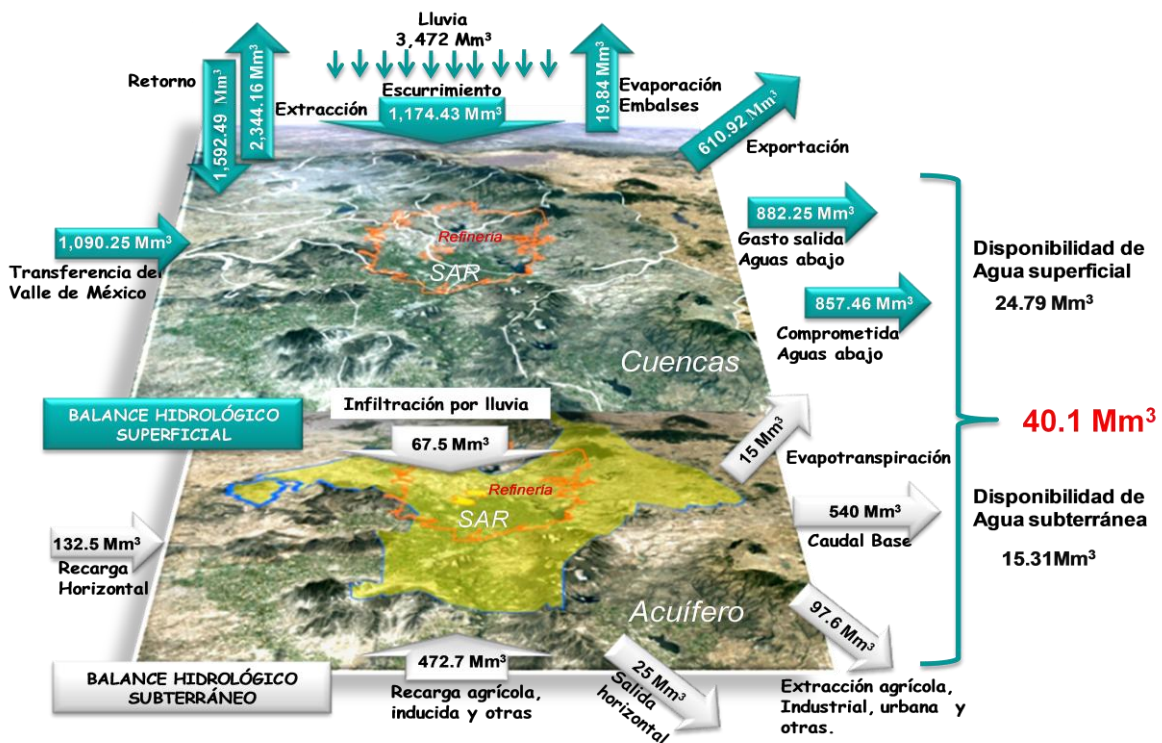 Lluvia
3,472 Mm³
Retorno
1,592.49 Mm³
2,344.16 Mm³
Extracción
Escurrimiento
1,174.43 Mm³
19.84 Mm³
Evaporación
Embalses
610.92 Mm³
Exportación
1,090.25 Mm³
Transferencia del
Valle de México
Refinería
SAR
882.25 Mm³
Gasto salida
Aguas abajo
857.46 Mm³
Comprometida
Aguas abajo
Cuencas
Disponibilidad de
Agua superficial
24.79 Mm³
BALANCE HIDROLÓGICO
SUPERFICIAL
Infiltración por lluvia
67.5 Mm³
15 Mm³
Evapotranspiración
40.1 Mm³
Refinería
SAR
132.5 Mm³
Recarga
Horizontal
540 Mm³
Caudal Base
Disponibilidad de
Agua subterránea
15.31Mm³
Acuífero
97.6 Mm³
Extracción agrícola,
Industrial, urbana y
otras.
BALANCE HIDROLÓGICO
SUBTERRÁNEO
472.7 Mm³
Recarga agrícola,
inducida y otras
25 Mm³
Salida
horizontal